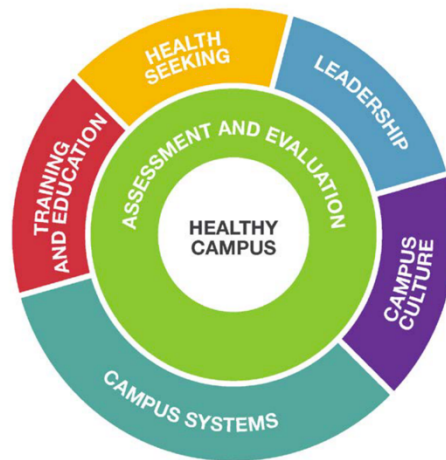 HEALTH
SEEKING
LEADERSHIP
TRAINING
AND EDUCATION
ASSESSMENT AND EVALUATION
HEALTHY
CAMPUS
CAMPUS
CULTURE
CAMPUS SYSTEMS